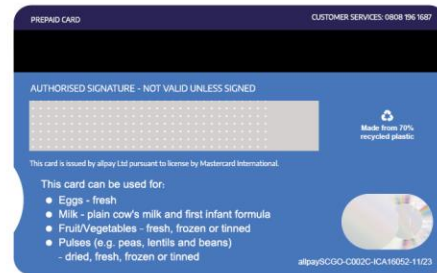 PREPAID CARD
CUSTOMER SERVICES: 0808 196 1687
AUTHORISED SIGNATURE - NOT VALID UNLESS SIGNED
Made from 70%
recycled plastic
This card is issued by allpay Ltd pursuant to license by Mastercard International.
This card can be used for:
● Eggs - fresh
● Milk - plain cow's milk and first infant formula
● Fruit/Vegetables - fresh, frozen or tinned
● Pulses (e.g. peas, lentils and beans)
- dried, fresh, frozen or tinned
allpaySCGO-C002C-ICA16052-11/23